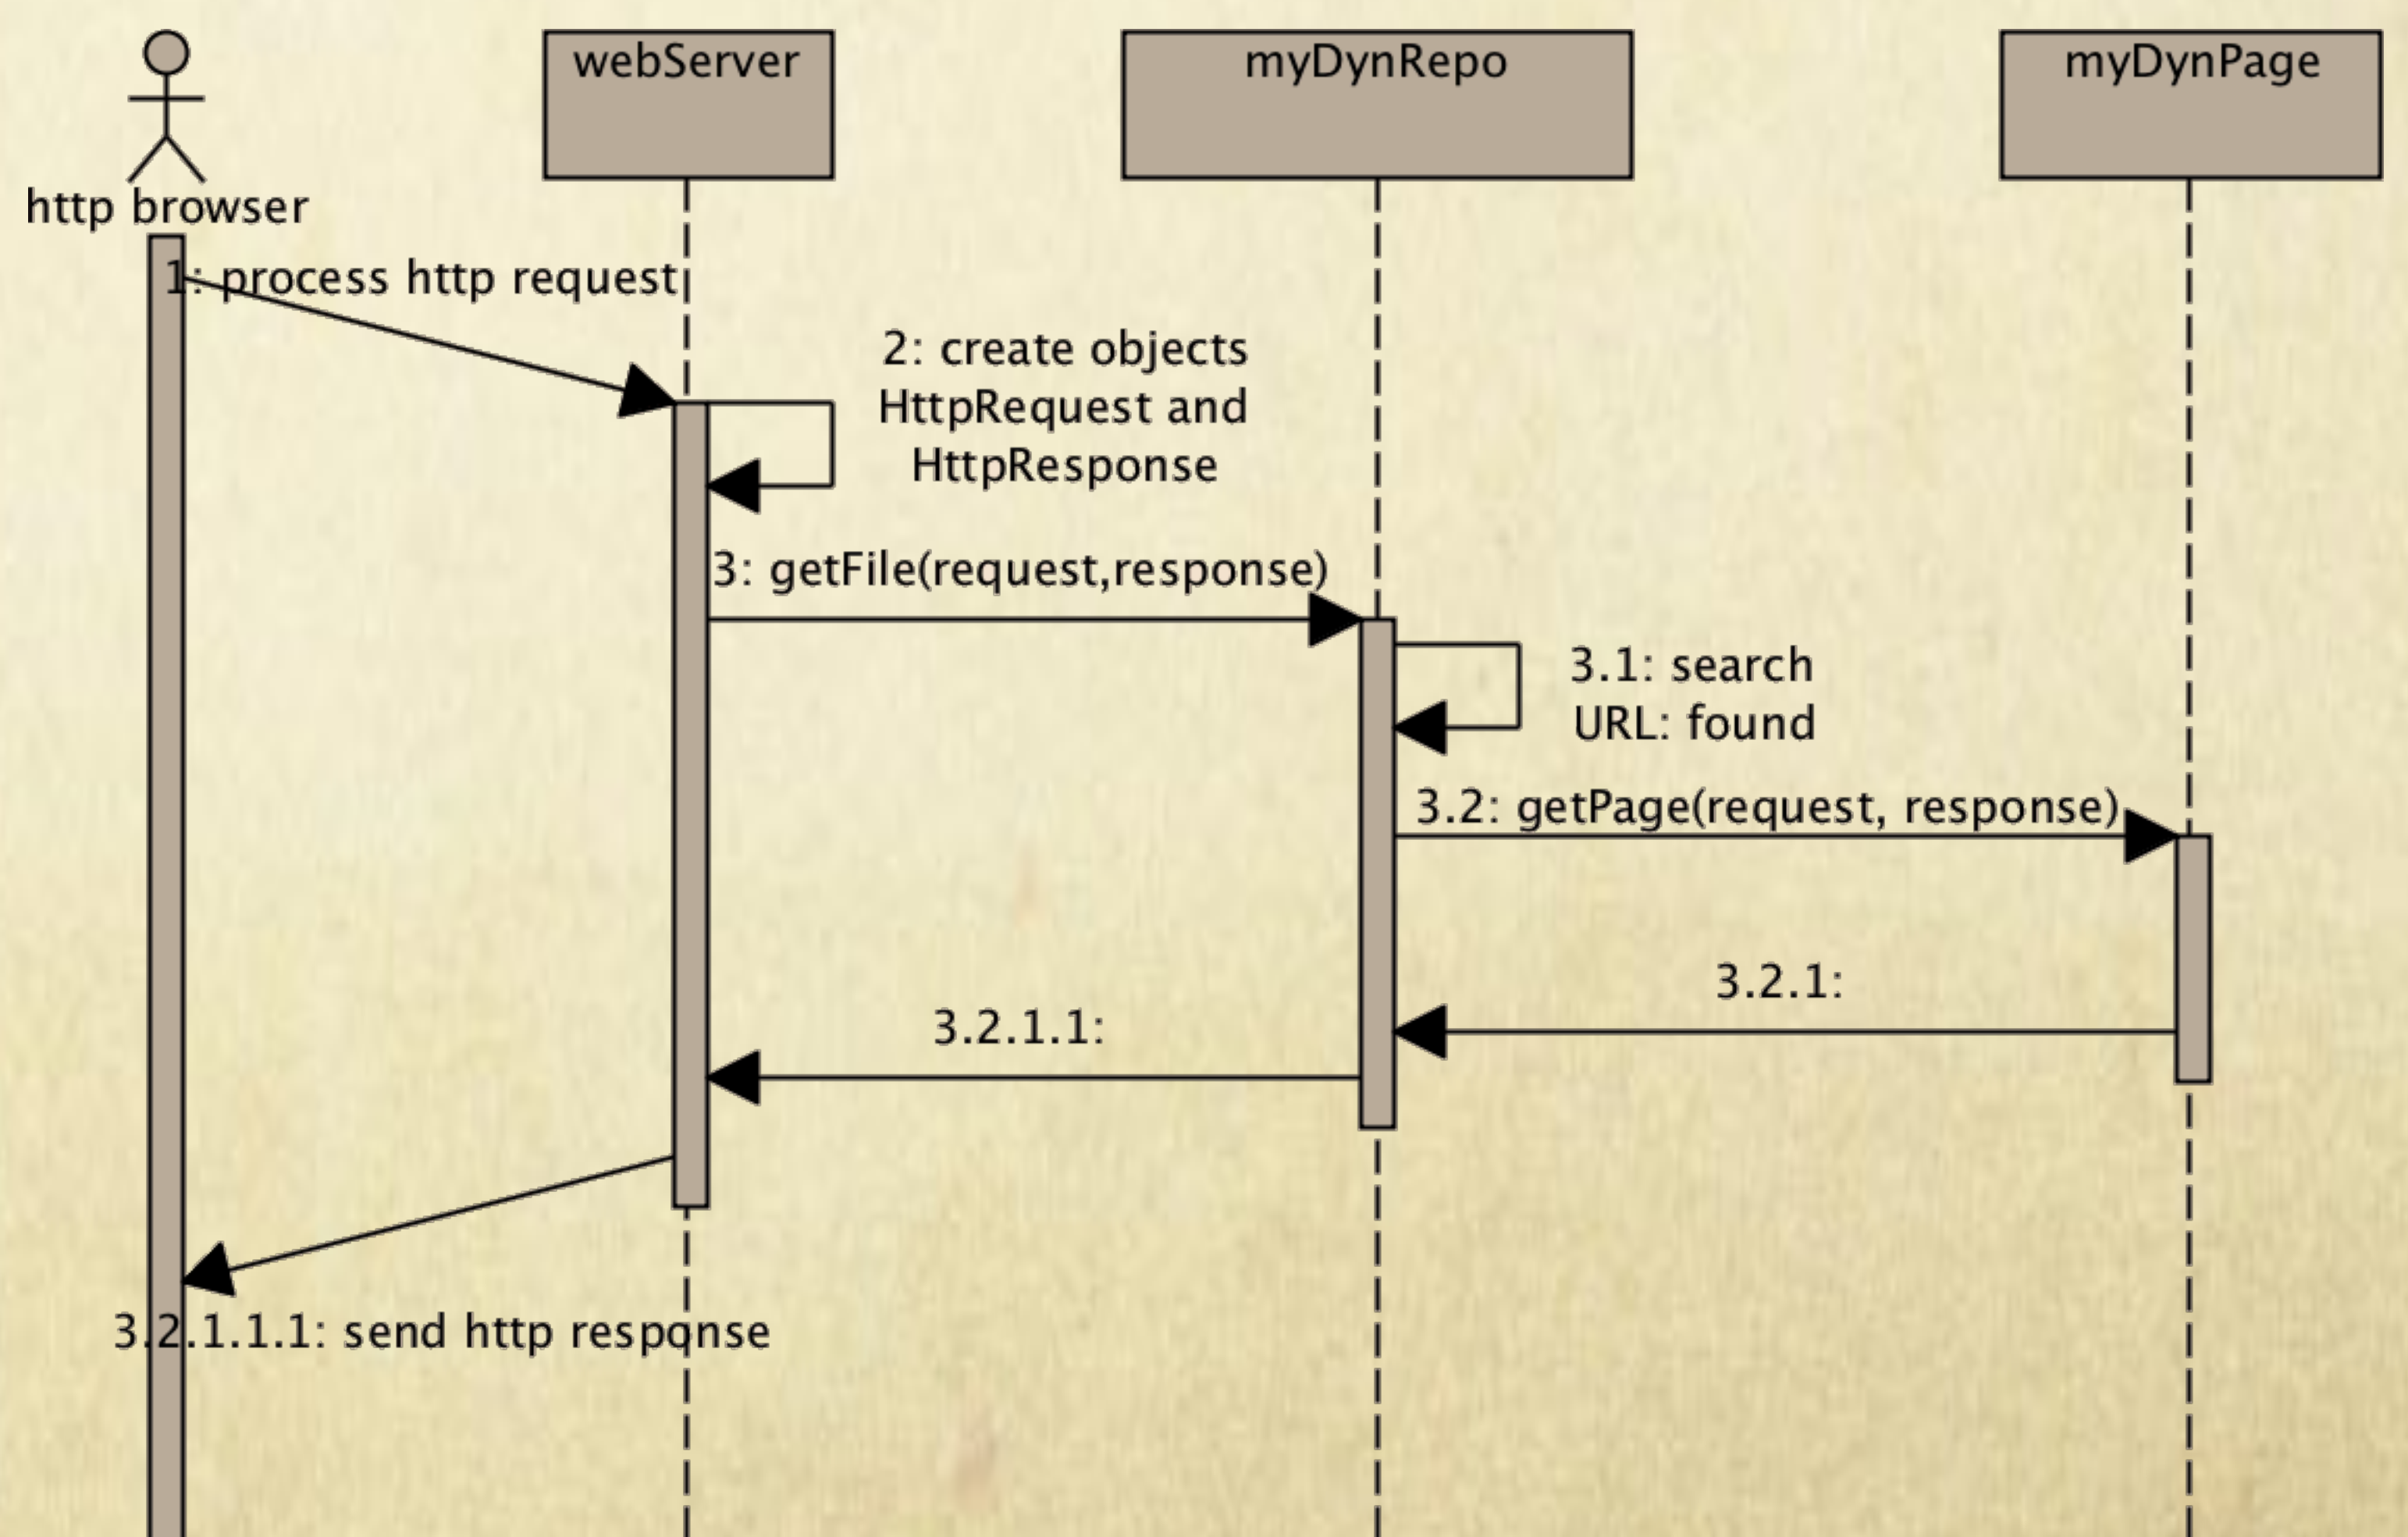 webServer
myDynRepo
myDynPage
http browser
1: process http request
2: create objects
HttpRequest and
HttpResponse
3: getFile(request,response)
3.1: search
URL: found
3.2: getPage(request, response)
3.2.1:
3.2.1.1:
3.2.1.1.1: send http response